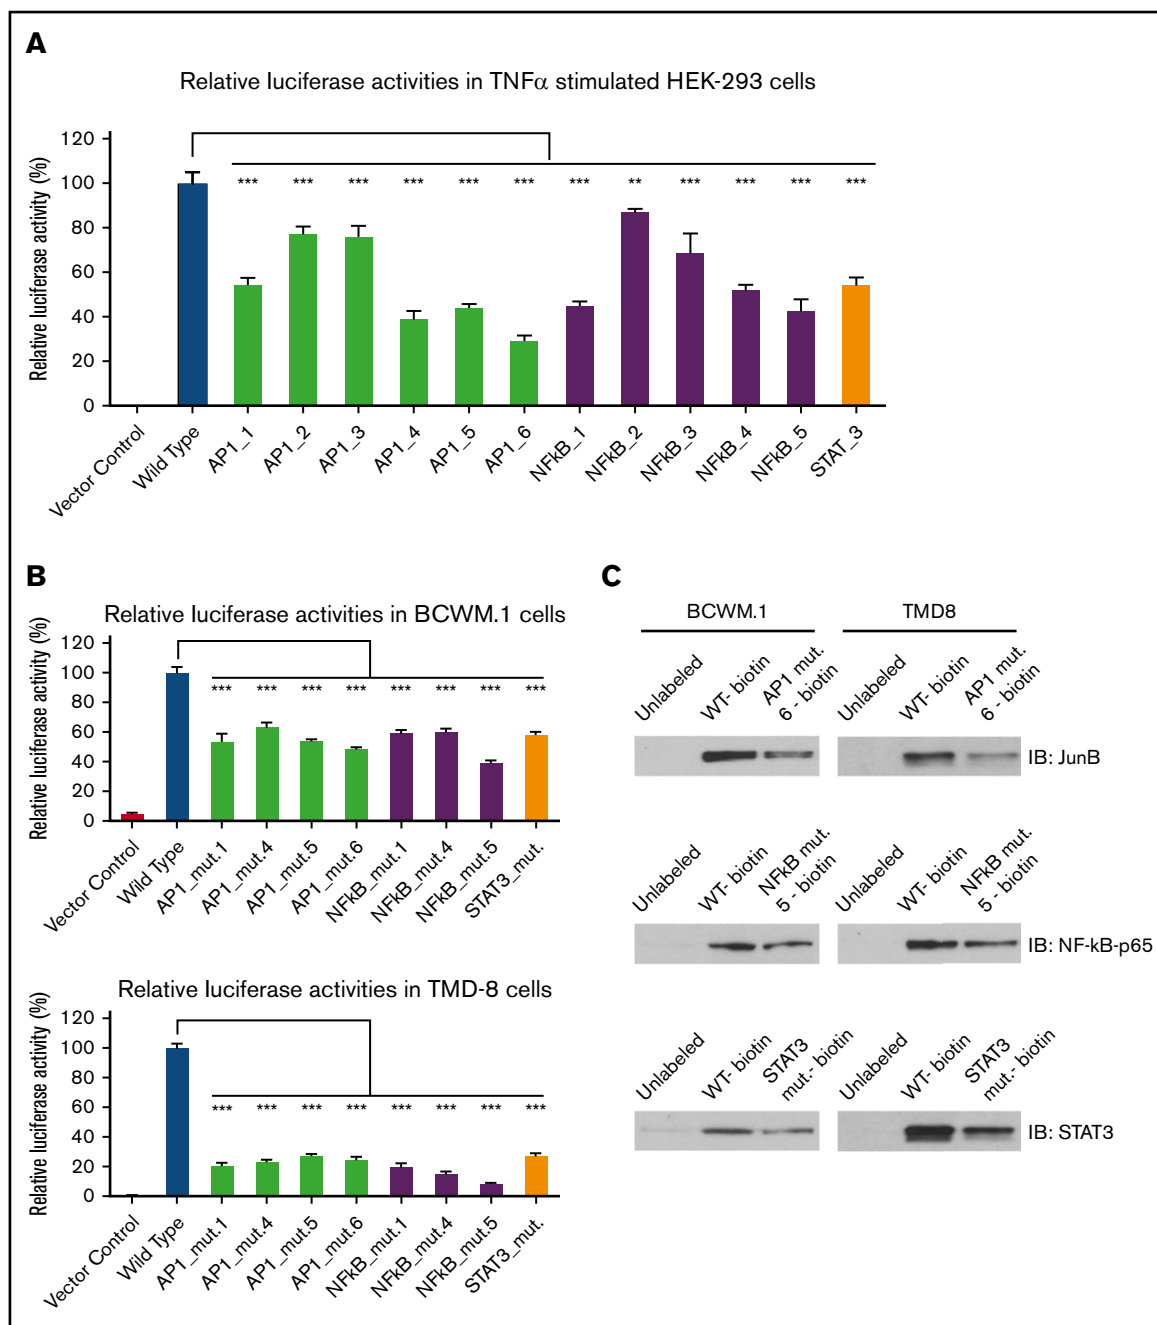 A
Relative luciferase activities in TNFα stimulated HEK-293 cells
Relative luciferase activity (%)
120
100
80
60
40
20
0
*** *** *** *** *** *** *** ** *** *** *** ***
Vector Control
Wild Type
AP1_1
AP1_2
AP1_3
AP1_4
AP1_5
AP1_6
NFκB_1
NFκB_2
NFκB_3
NFκB_4
NFκB_5
STAT_3
B
Relative luciferase activities in BCWM.1 cells
Relative luciferase activity (%)
120
100
80
60
40
20
0
*** *** *** *** *** *** *** ***
Vector Control
Wild Type
AP1_mut.1
AP1_mut.4
AP1_mut.5
AP1_mut.6
NFkB_mut.1
NFkB_mut.4
NFkB_mut.5
STAT3_mut.
Relative luciferase activities in TMD-8 cells
Relative luciferase activity (%)
120
100
80
60
40
20
0
*** *** *** *** *** *** *** ***
Vector Control
Wild Type
AP1_mut.1
AP1_mut.4
AP1_mut.5
AP1_mut.6
NFkB_mut.1
NFkB_mut.4
NFkB_mut.5
STAT3_mut.
C
BCWM.1
TMD8
Unlabeled
WT- biotin
AP1 mut.
6 - biotin
Unlabeled
WT- biotin
AP1 mut.
6 - biotin
IB: JunB
Unlabeled
WT- biotin
NFkB mut.
5 - biotin
Unlabeled
WT- biotin
NFkB mut.
5 - biotin
IB: NF-kB-p65
Unlabeled
WT- biotin
STAT3
mut.- biotin
Unlabeled
WT- biotin
STAT3
mut.- biotin
IB: STAT3